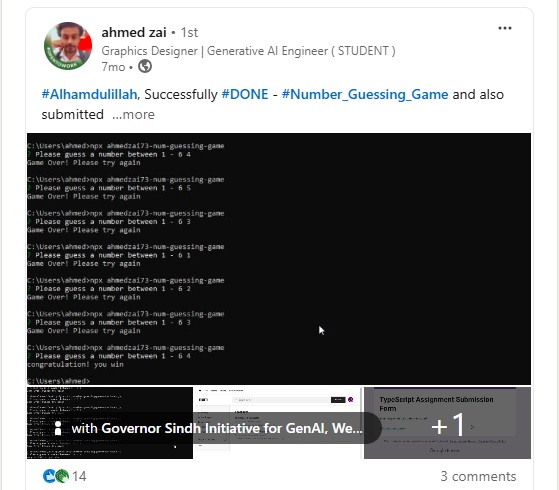 ahmed zai • 1st
Graphics Designer | Generative AI Engineer ( STUDENT )
7mo •
#Alhamdulillah, Successfully #DONE - #Number_Guessing_Game and also
submitted ...more
C:\Users\ahmed>npx ahmedzai73-num-guessing-game
? Please guess a number between 1 - 6 4
Game Over! Please try again
C:\Users\ahmed>npx ahmedzai73-num-guessing-game
? Please guess a number between 1 - 6 5
Game Over! Please try again
C:\Users\ahmed>npx ahmedzai73-num-guessing-game
? Please guess a number between 1 - 6 3
Game Over! Please try again
C:\Users\ahmed>npx ahmedzai73-num-guessing-game
? Please guess a number between 1 - 6 1
Game Over! Please try again
C:\Users\ahmed>npx ahmedzai73-num-guessing-game
? Please guess a number between 1 - 6 2
Game Over! Please try again
C:\Users\ahmed>npx ahmedzai73-num-guessing-game
? Please guess a number between 1 - 6 3
Game Over! Please try again
C:\Users\ahmed>npx ahmedzai73-num-guessing-game
? Please guess a number between 1 - 6 4
congratulation! you win
C:\Users\ahmed>
TypeScript Assignment Submission
Form
with Governor Sindh Initiative for GenAI, We...
+1
14
3 comments